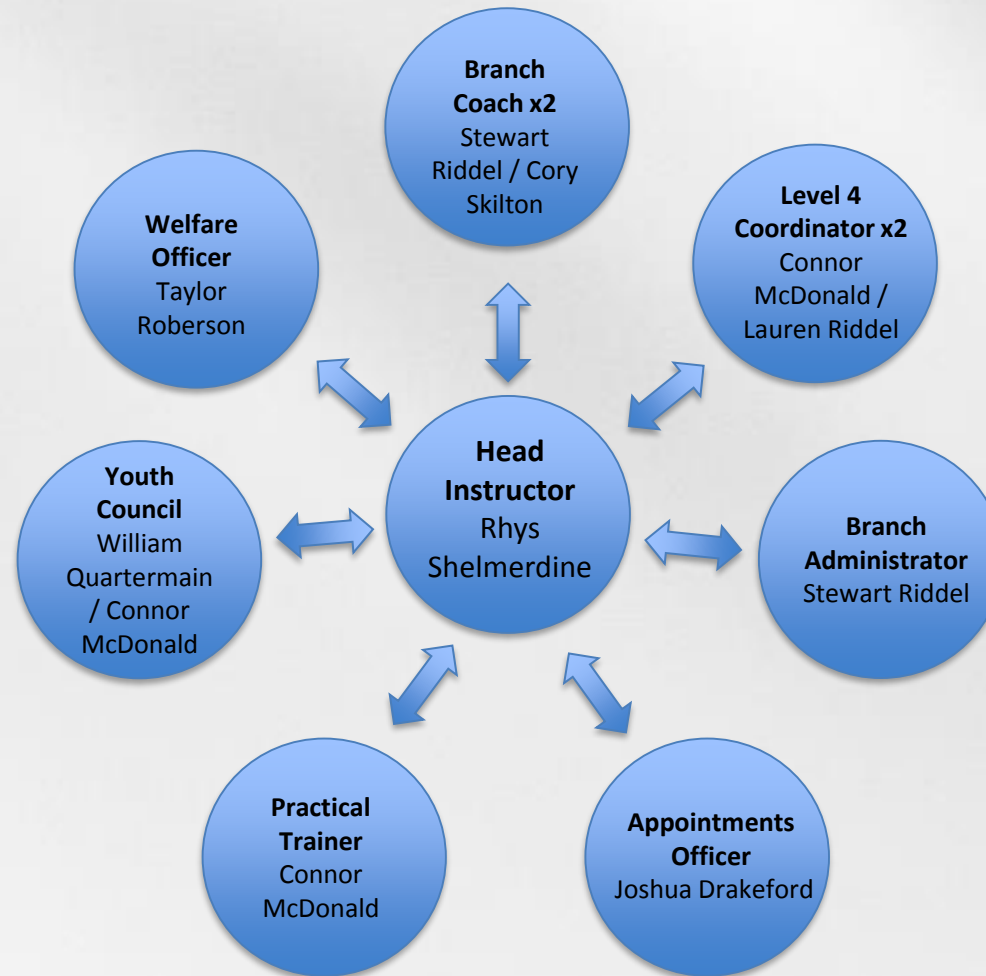 Branch
Coach x2
Stewart
Riddel / Cory
Skilton
Welfare
Officer
Taylor
Roberson
Level 4
Coordinator x2
Connor
McDonald /
Lauren Riddel
Youth
Council
William
Quartermain
/ Connor
McDonald
Head
Instructor
Rhys
Shelmerdine
Branch
Administrator
Stewart Riddel
Practical
Trainer
Connor
McDonald
Appointments
Officer
Joshua Drakeford